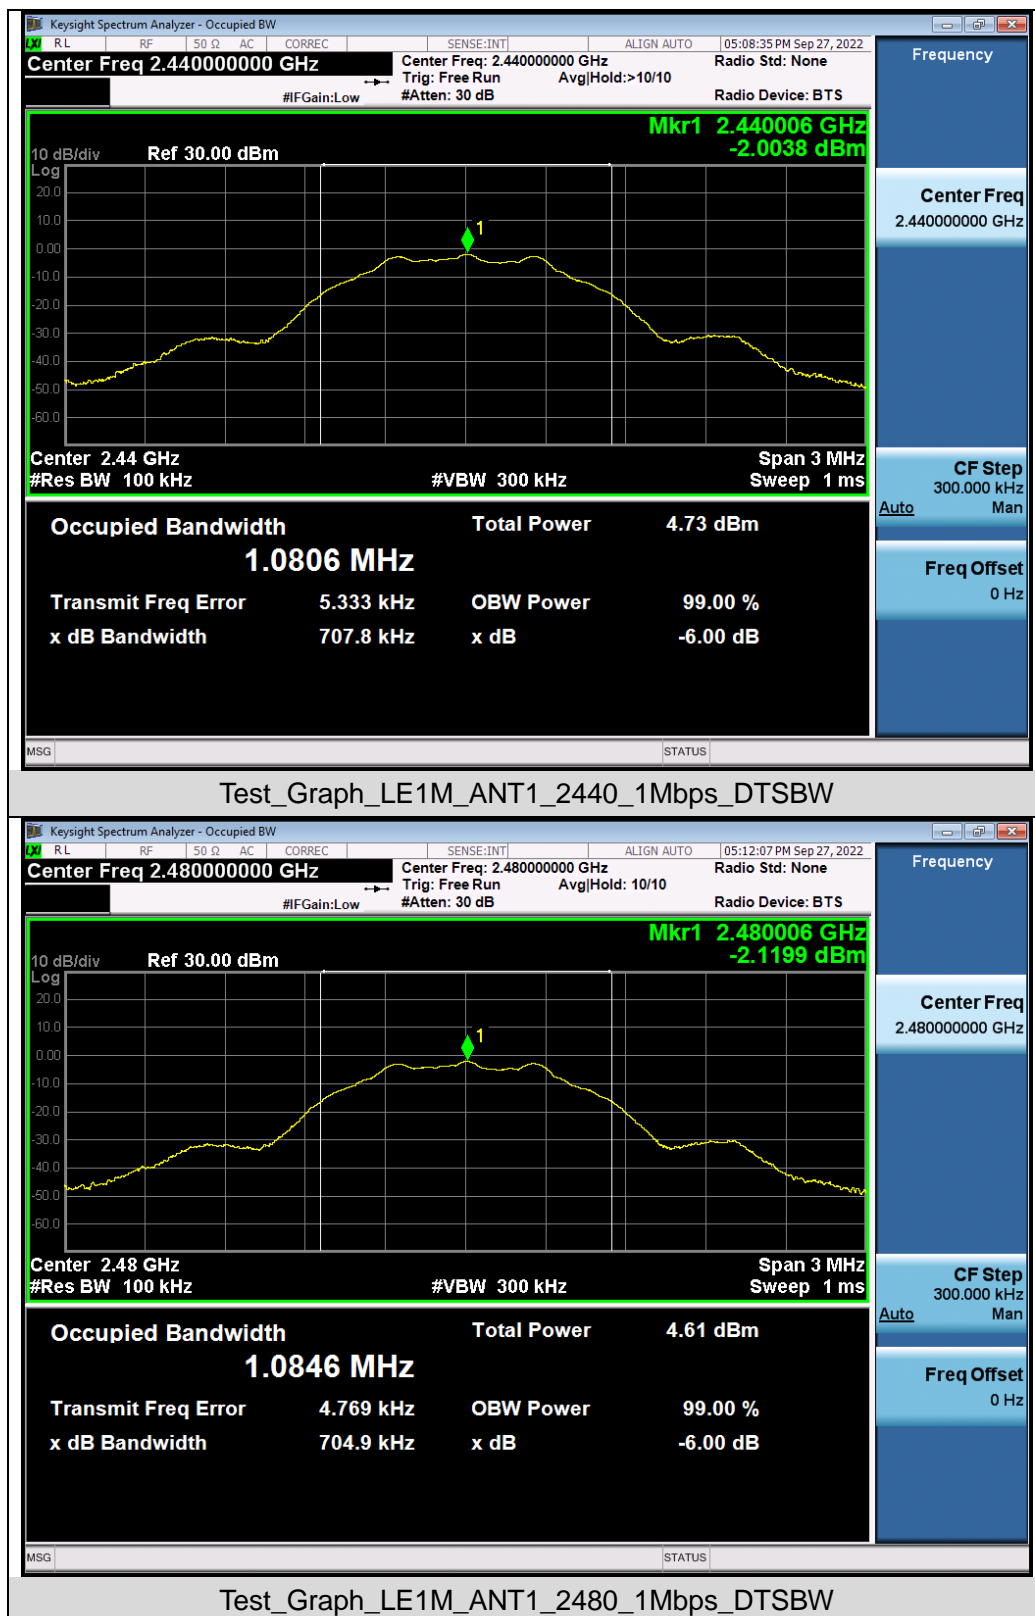 Keysight Spectrum Analyzer - Occupied BW
LXI RL RF 50 Ω AC CORREC SENSE:INT ALIGN AUTO 05:08:35 PM Sep 27, 2022
Center Freq 2.440000000 GHz
Center Freq: 2.440000000 GHz Radio Std: None
Trig: Free Run Avg|Hold:>10/10
#IFGain:Low #Atten: 30 dB Radio Device: BTS
Frequency
Mkr1 2.440006 GHz
-2.0038 dBm
10 dB/div Ref 30.00 dBm
Log
20.0
10.0
0.00
-10.0
-20.0
-30.0
-40.0
-50.0
-60.0
1
Center Freq
2.440000000 GHz
Center 2.44 GHz Span 3 MHz
#Res BW 100 kHz #VBW 300 kHz Sweep 1 ms
CF Step
300.000 kHz
Auto Man
Occupied Bandwidth Total Power 4.73 dBm
1.0806 MHz
Transmit Freq Error 5.333 kHz OBW Power 99.00 %
x dB Bandwidth 707.8 kHz x dB -6.00 dB
Freq Offset
0 Hz
MSG STATUS
Test_Graph_LE1M_ANT1_2440_1Mbps_DTSBW
Keysight Spectrum Analyzer - Occupied BW
LXI RL RF 50 Ω AC CORREC SENSE:INT ALIGN AUTO 05:12:07 PM Sep 27, 2022
Center Freq 2.480000000 GHz
Center Freq: 2.480000000 GHz Radio Std: None
Trig: Free Run Avg|Hold: 10/10
#IFGain:Low #Atten: 30 dB Radio Device: BTS
Frequency
Mkr1 2.480006 GHz
-2.1199 dBm
10 dB/div Ref 30.00 dBm
Log
20.0
10.0
0.00
-10.0
-20.0
-30.0
-40.0
-50.0
-60.0
1
Center Freq
2.480000000 GHz
Center 2.48 GHz Span 3 MHz
#Res BW 100 kHz #VBW 300 kHz Sweep 1 ms
CF Step
300.000 kHz
Auto Man
Occupied Bandwidth Total Power 4.61 dBm
1.0846 MHz
Transmit Freq Error 4.769 kHz OBW Power 99.00 %
x dB Bandwidth 704.9 kHz x dB -6.00 dB
Freq Offset
0 Hz
MSG STATUS
Test_Graph_LE1M_ANT1_2480_1Mbps_DTSBW